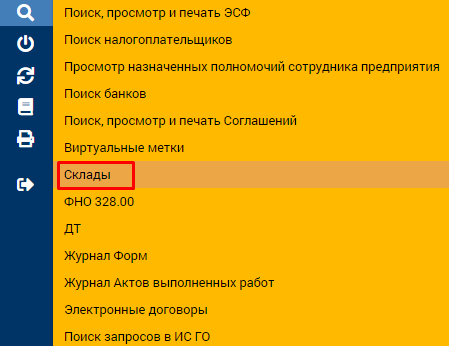 Поиск, просмотр и печать ЭСФ
Поиск налогоплательщиков
Просмотр назначенных полномочий сотрудника предприятия
Поиск банков
Поиск, просмотр и печать Соглашений
Виртуальные метки
Склады
ФНО 328.00
ДТ
Журнал Форм
Журнал Актов выполненных работ
Электронные договоры
Поиск запросов в ИС ГО